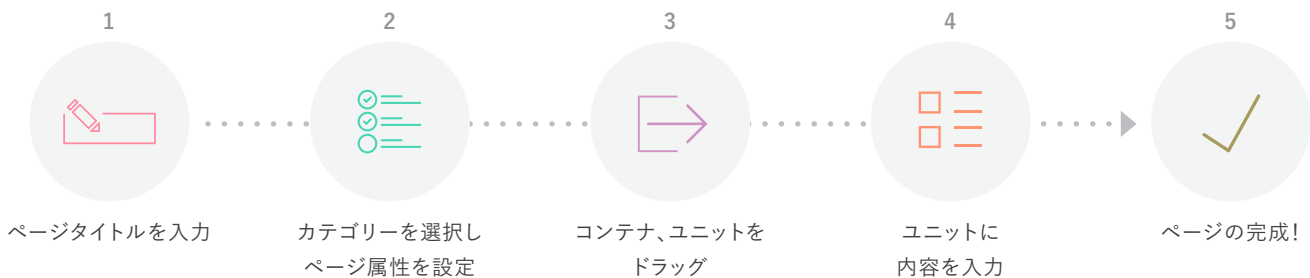 1
ページタイトルを入力
2
カテゴリーを選択し
ページ属性を設定
3
コンテナ、ユニットを
ドラッグ
4
ユニットに
内容を入力
5
ページの完成！